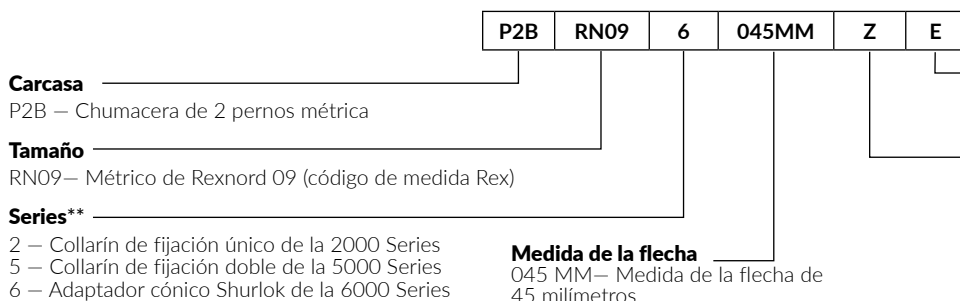 P2B RN09 6 045MM Z E
Carcasa
P2B — Chumacera de 2 pernos métrica
Tamaño
RN09— Métrico de Rexnord 09 (código de medida Rex)
Series**
2 — Collarín de fijación único de la 2000 Series
5 — Collarín de fijación doble de la 5000 Series
6 — Adaptador cónico Shurlok de la 6000 Series
Medida de la flecha
045 MM— Medida de la flecha de
45 milímetros